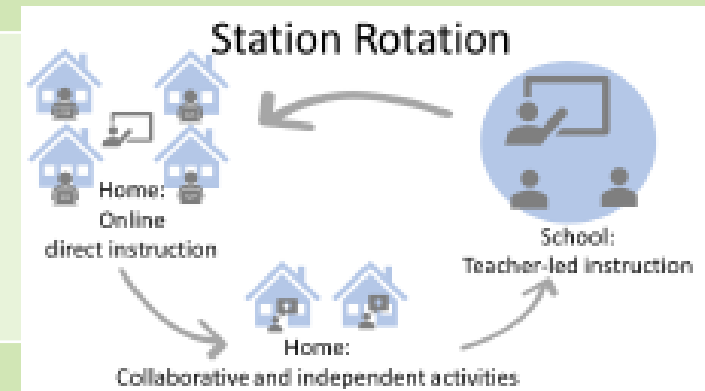 Station Rotation
Home:
Online
direct instruction
School:
Teacher-led instruction
Home:
Collaborative and independent activities